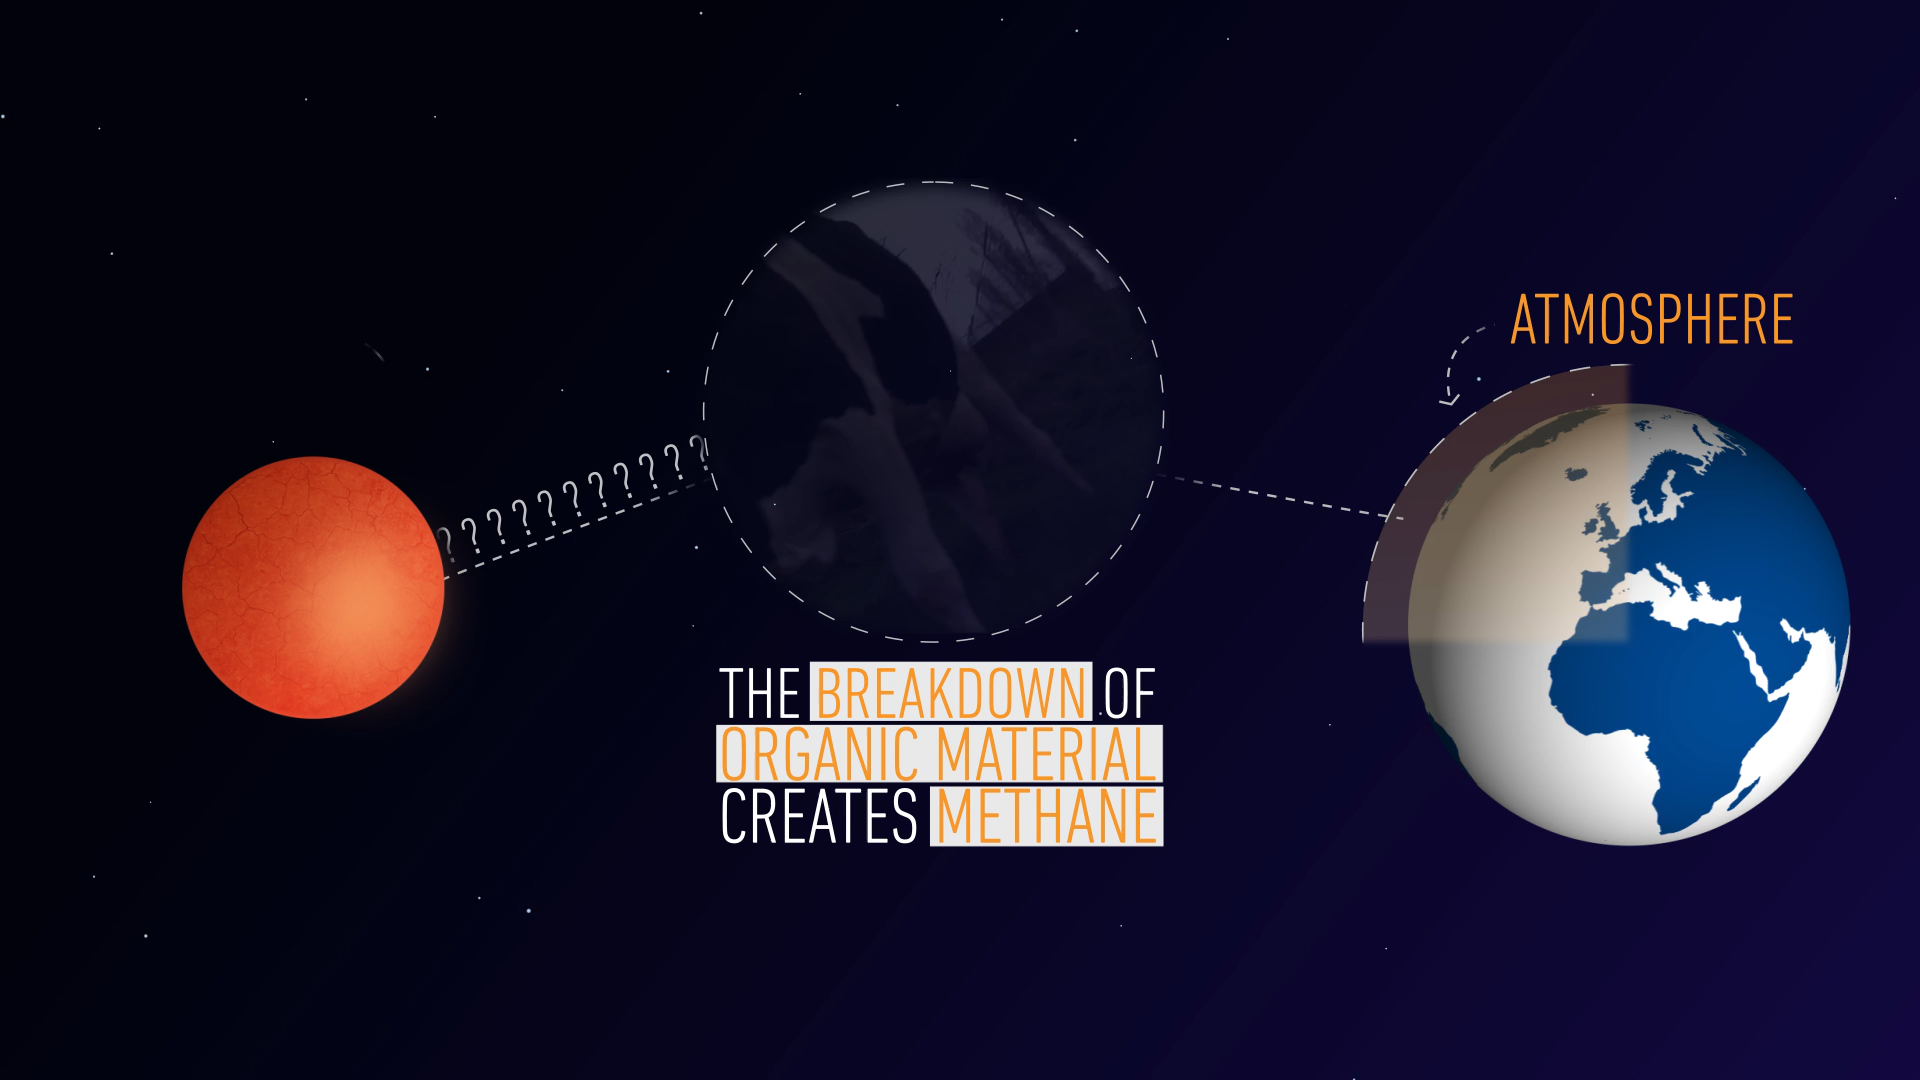 ??????????? 
ATMOSPHERE
THE BREAKDOWN OF
ORGANIC MATERIAL
CREATES METHANE